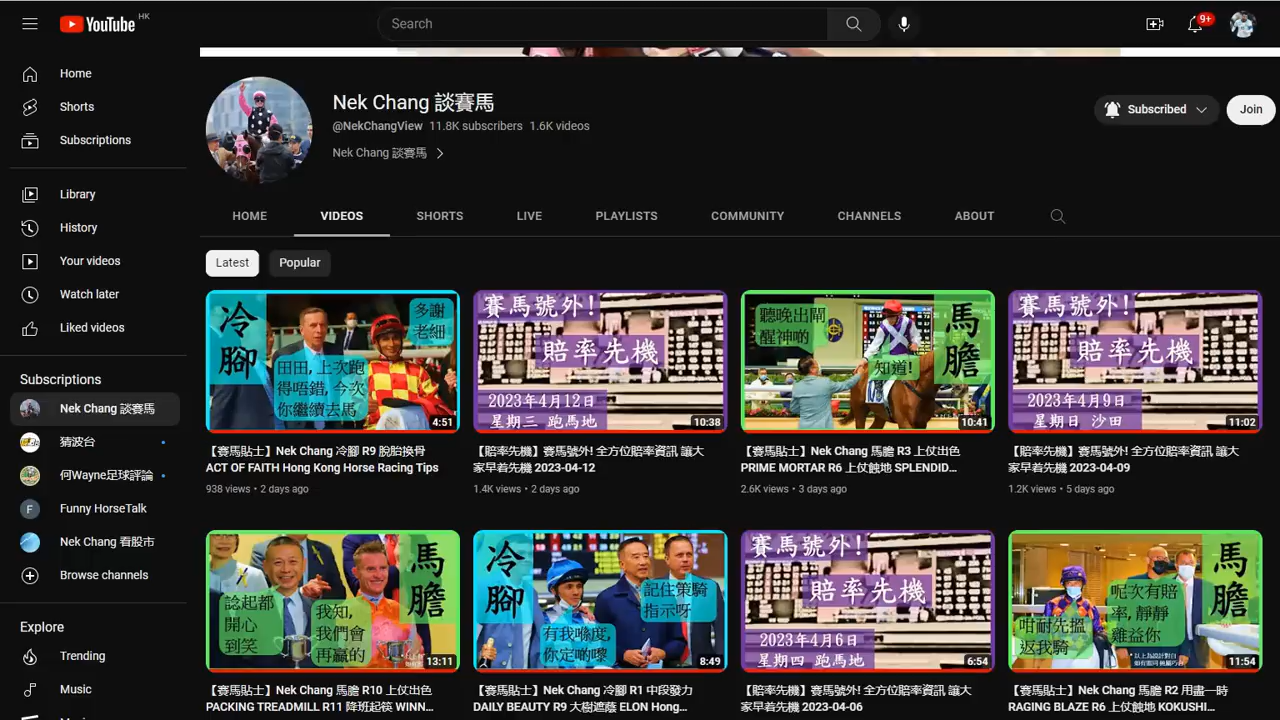 YouTube HK
Search
9+
Home
Shorts
Subscriptions
Library
History
Your videos
Watch later
Liked videos
Subscriptions
Nek Chang 談賽馬
猜波台
何Wayne足球評論
F
Funny HorseTalk
Nek Chang 看股市
Browse channels
Explore
Trending
Music
Nek Chang 談賽馬
@NekChangView 11.8K subscribers 1.6K videos
Nek Chang 談賽馬
Subscribed
Join
HOME
VIDEOS
SHORTS
LIVE
PLAYLISTS
COMMUNITY
CHANNELS
ABOUT
Latest
Popular
冷腳
多謝
老細
田田, 上次跑
得唔錯, 今次
你繼續去馬
4:51
【賽馬貼士】Nek Chang 冷腳 R9 脫胎換骨
ACT OF FAITH Hong Kong Horse Racing Tips
938 views • 2 days ago
賽馬號外!
賠率先機
2023年4月12日
星期三 跑馬地
10:38
【賠率先機】賽馬號外! 全方位賠率資訊 讓大
家早着先機 2023-04-12
1.4K views • 2 days ago
聽晚出閘
醒神啲
知道!
馬膽
10:41
【賽馬貼士】Nek Chang 馬膽 R3 上仗出色
PRIME MORTAR R6 上仗蝕地 SPLENDID…
2.6K views • 3 days ago
賽馬號外!
賠率先機
2023年4月9日
星期日 沙田
11:02
【賠率先機】賽馬號外! 全方位賠率資訊 讓大
家早着先機 2023-04-09
1.2K views • 5 days ago
諗起都
開心
到笑
我知,
我們會
再贏的
馬膽
13:11
【賽馬貼士】Nek Chang 馬膽 R10 上仗出色
PACKING TREADMILL R11 降班起筷 WINN…
冷腳
有我喺度,
你定啲嚟
記住策騎
指示呀
8:49
【賽馬貼士】Nek Chang 冷腳 R1 中段發力
DAILY BEAUTY R9 大樹遮蔭 ELON Hong…
賽馬號外!
賠率先機
2023年4月6日
星期四 跑馬地
6:54
【賠率先機】賽馬號外! 全方位賠率資訊 讓大
家早着先機 2023-04-06
咁耐先搵
返我騎
呢次有賠
率, 靜靜
雞益你
馬膽
11:54
【賽馬貼士】Nek Chang 馬膽 R2 用盡一時
RAGING BLAZE R6 上仗蝕地 KOKUSHI…